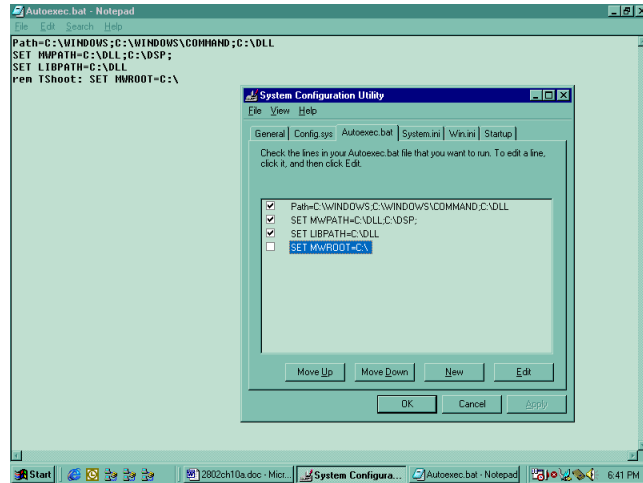 Autoexec.bat - Notepad
File Edit Search Help
Path=C:\WINDOWS;C:\WINDOWS\COMMAND;C:\DLL
SET MWPATH=C:\DLL;C:\DSP;
SET LIBPATH=C:\DLL
rem TShoot: SET MWROOT=C:\
System Configuration Utility
File View Help
General Config.sys Autoexec.bat System.ini Win.ini Startup
Check the lines in your Autoexec.bat file that you want to run. To edit a line,
click it, and then click Edit.
Path=C:\WINDOWS;C:\WINDOWS\COMMAND;C:\DLL
SET MWPATH=C:\DLL;C:\DSP;
SET LIBPATH=C:\DLL
SET MWROOT=C:\
Move Up Move Down New Edit
OK Cancel Apply
Start 2802ch10a.doc - Micr... System Configura... Autoexec.bat - Notepad 6:41 PM